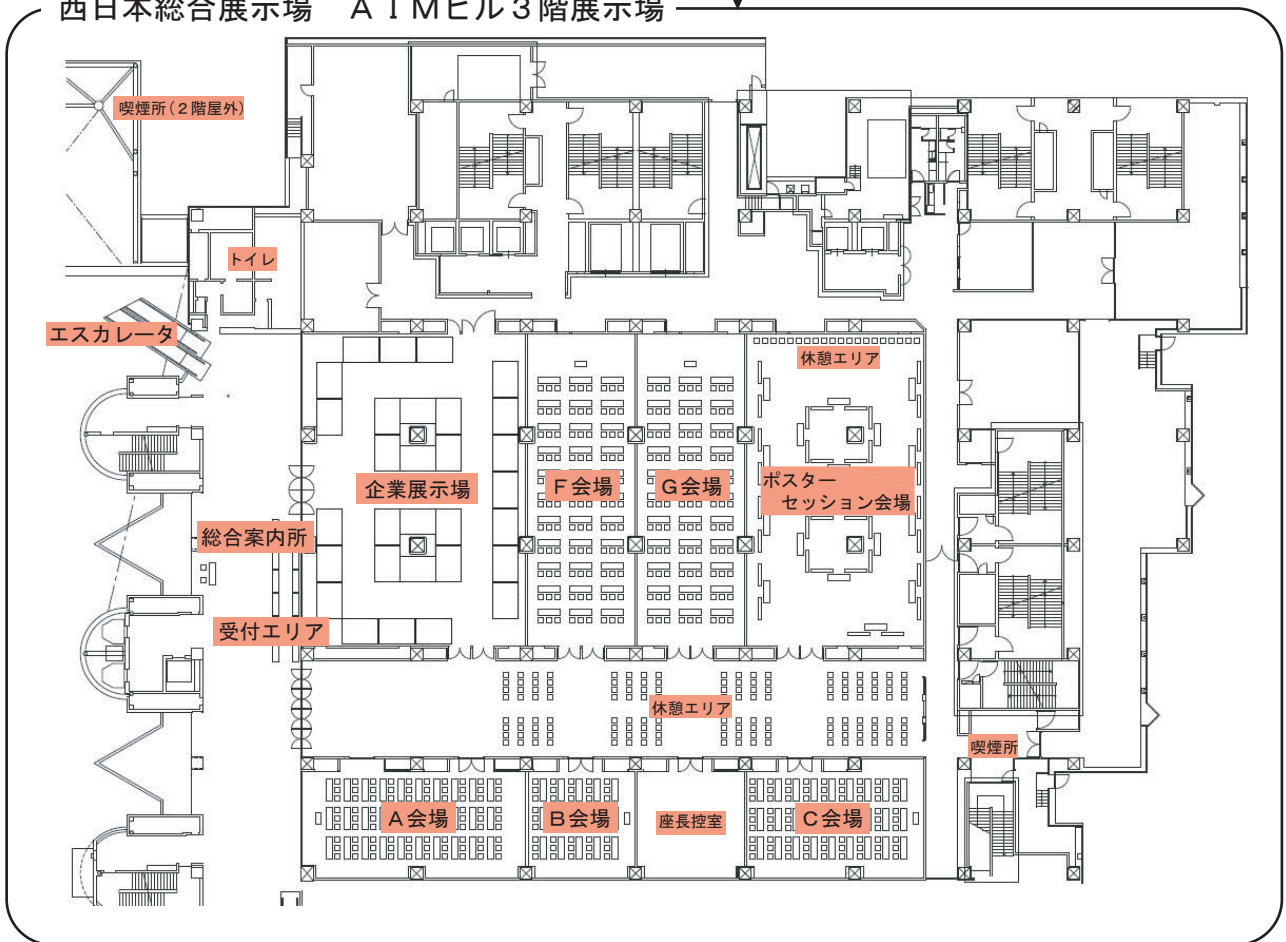 西日本総合展示場　ＡＩＭビル３階展示場
喫煙所（２階屋外）
トイレ
エスカレータ
休憩エリア
企業展示場
Ｆ会場
Ｇ会場
ポスター
セッション会場
総合案内所
受付エリア
休憩エリア
喫煙所
Ａ会場
Ｂ会場
座長控室
Ｃ会場